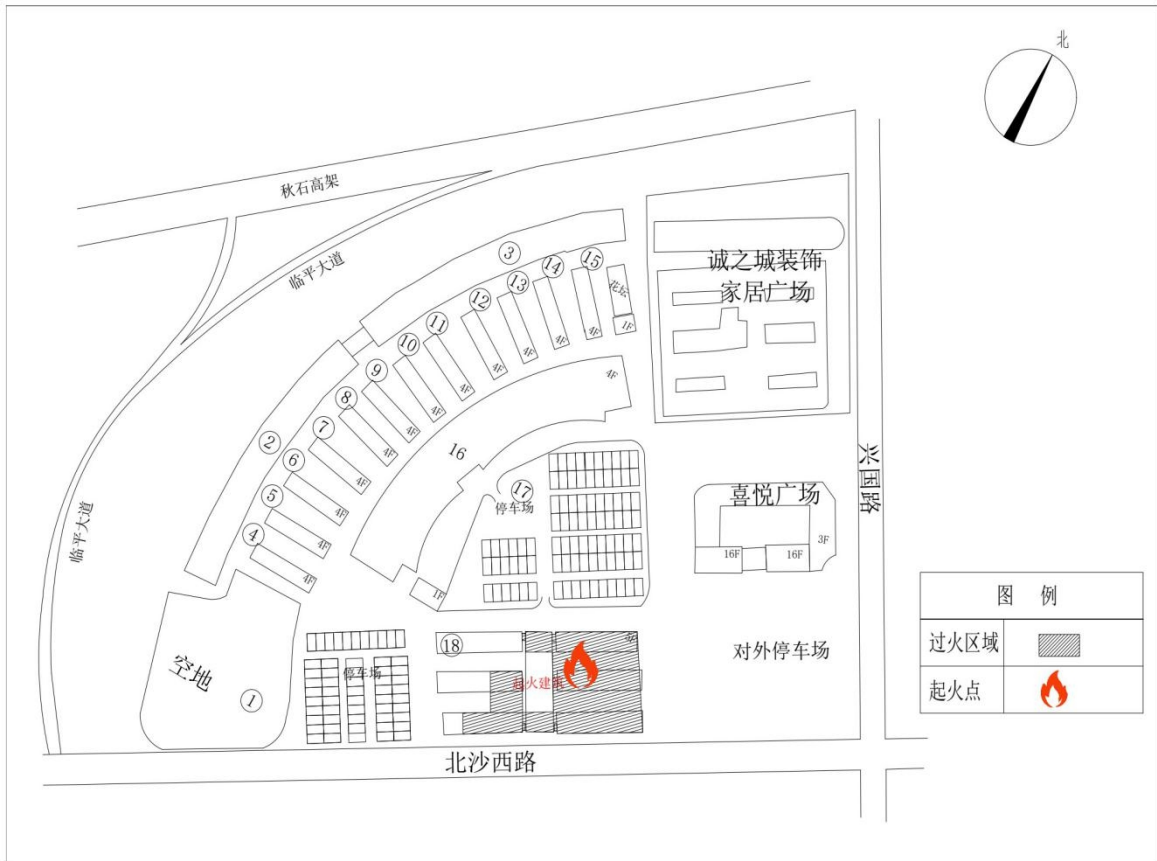 北
秋石高架
临平大道
③
⑮
⑭
⑬
⑫
⑪
⑩
⑨
⑧
⑦
⑥
⑤
④
②
花坛
1F
4F
4F
4F
4F
4F
4F
4F
4F
4F
4F
4F
4F
4F
诚之城装饰
家居广场
16
⑰
停车场
兴国路
喜悦广场
16F
16F
3F
临平大道
1F
空地
①
停车场
⑱
起火建筑
对外停车场
北沙西路
图 例
过火区域
起火点